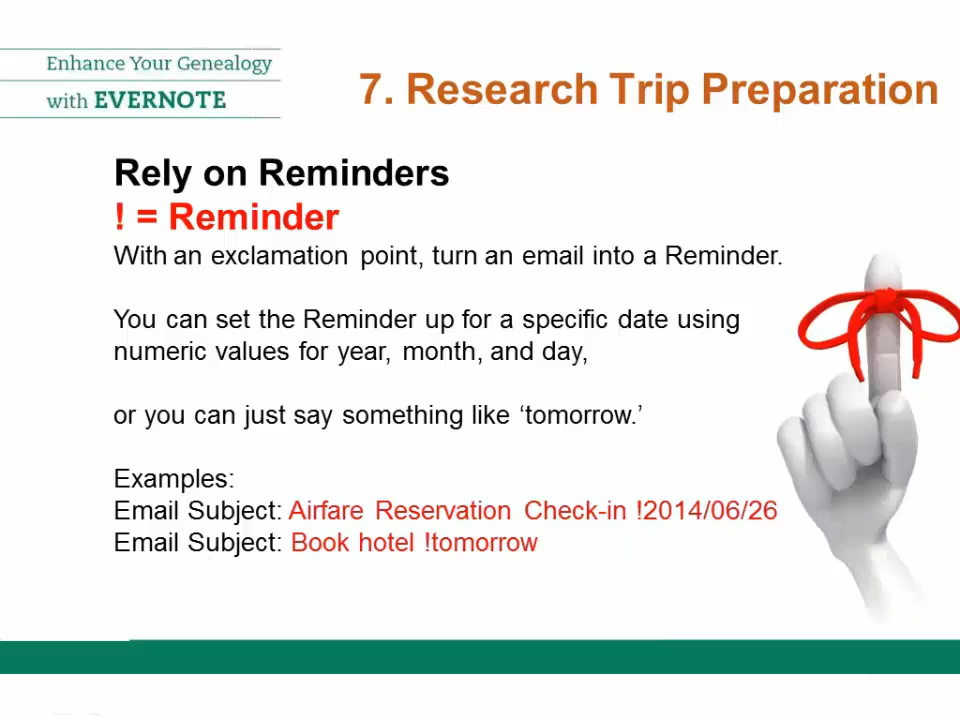 Enhance Your Genealogy
with EVERNOTE
7. Research Trip Preparation
Rely on Reminders
! = Reminder
With an exclamation point, turn an email into a Reminder.
You can set the Reminder up for a specific date using
numeric values for year, month, and day,
or you can just say something like ‘tomorrow.’
Examples:
Email Subject: Airfare Reservation Check-in !2014/06/26
Email Subject: Book hotel !tomorrow